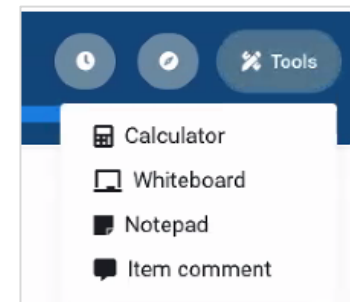 Tools
Calculator
Whiteboard
Notepad
Item comment